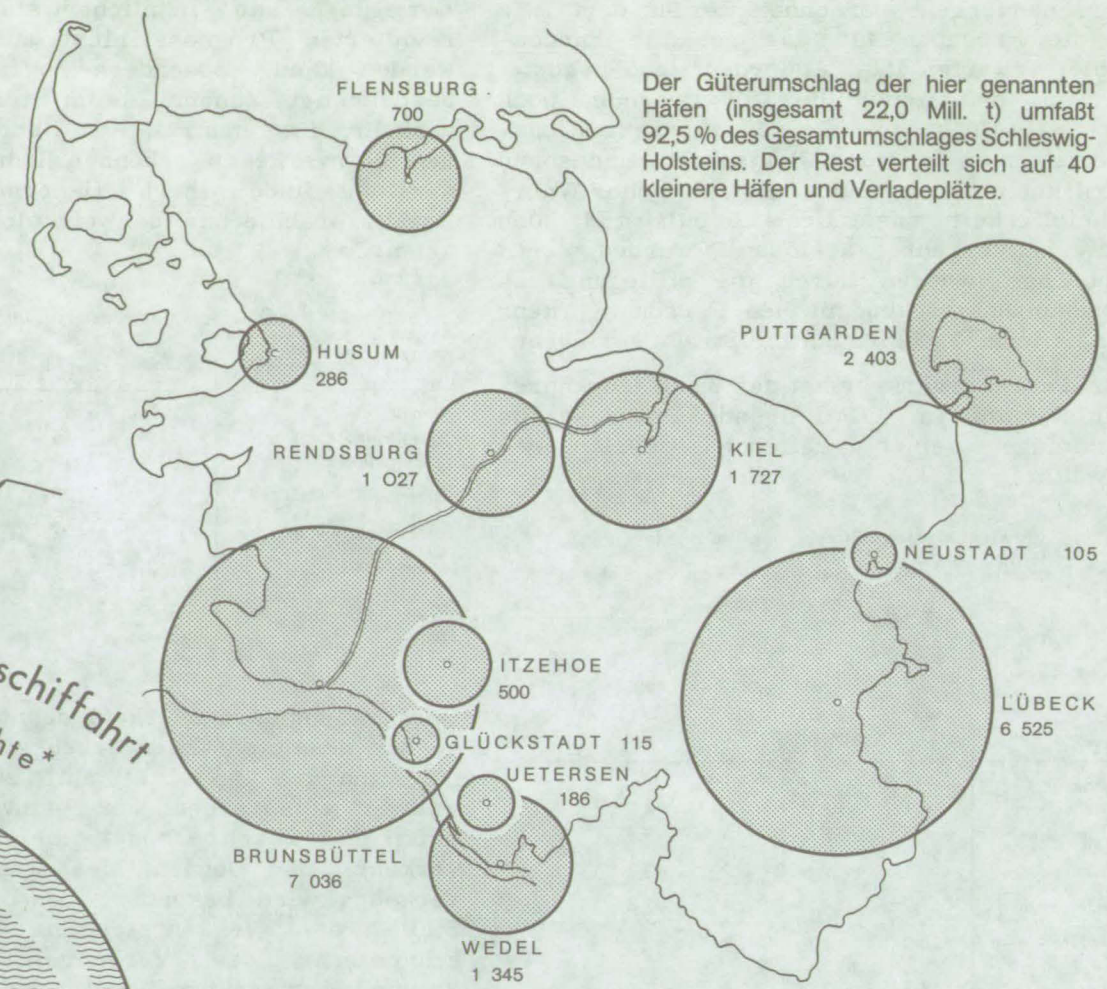 Der Güterumschlag der hier genannten
Häfen (insgesamt 22,0 Mill. t) umfaßt
92,5 % des Gesamtumschlages Schleswig-
Holsteins. Der Rest verteilt sich auf 40
kleinere Häfen und Verladeplätze.
FLENSBURG
700
HUSUM
286
PUTTGARDEN
2 403
RENDSBURG
1 027
KIEL
1 727
NEUSTADT 105
ITZEHOE
500
LÜBECK
6 525
GLÜCKSTADT 115
UETERSEN
186
BRUNSBÜTTEL
7 036
WEDEL
1 345
schiffahrt